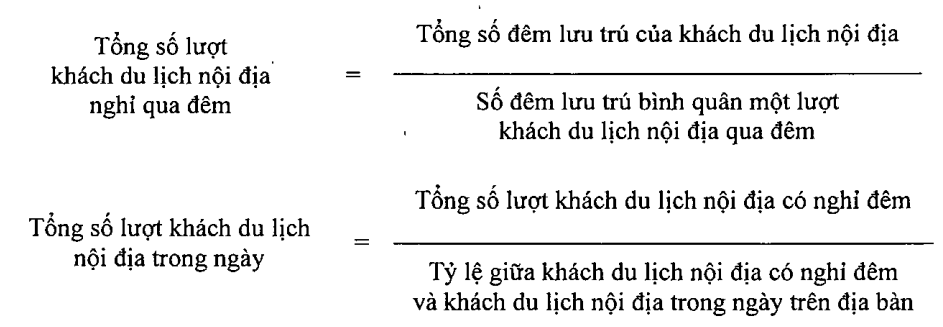 Tổng số lượt
khách du lịch nội địa
nghỉ qua đêm
=
Tổng số đêm lưu trú của khách du lịch nội địa
Số đêm lưu trú bình quân một lượt
khách du lịch nội địa qua đêm
Tổng số lượt khách du lịch
nội địa trong ngày
=
Tổng số lượt khách du lịch nội địa có nghỉ đêm
Tỷ lệ giữa khách du lịch nội địa có nghỉ đêm
và khách du lịch nội địa trong ngày trên địa bàn